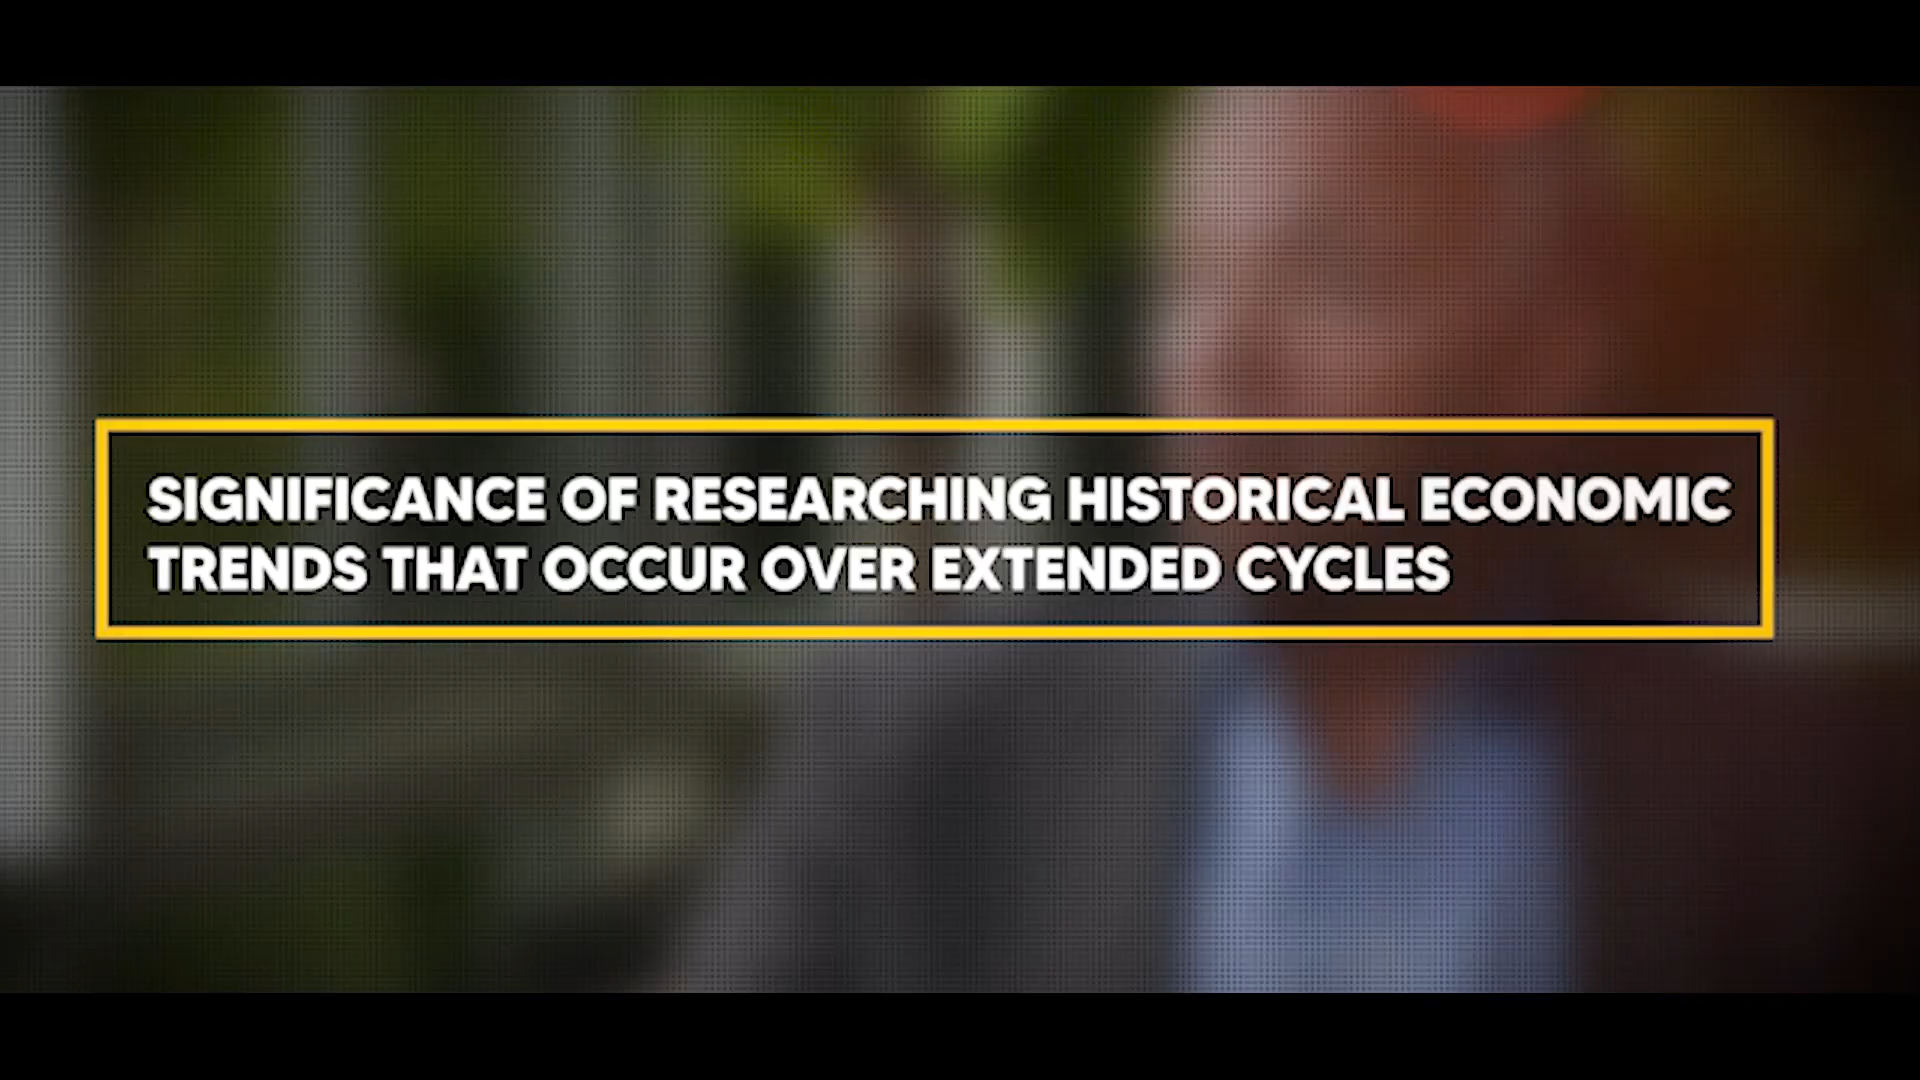 SIGNIFICANCE OF RESEARCHING HISTORICAL ECONOMIC
TRENDS THAT OCCUR OVER EXTENDED CYCLES